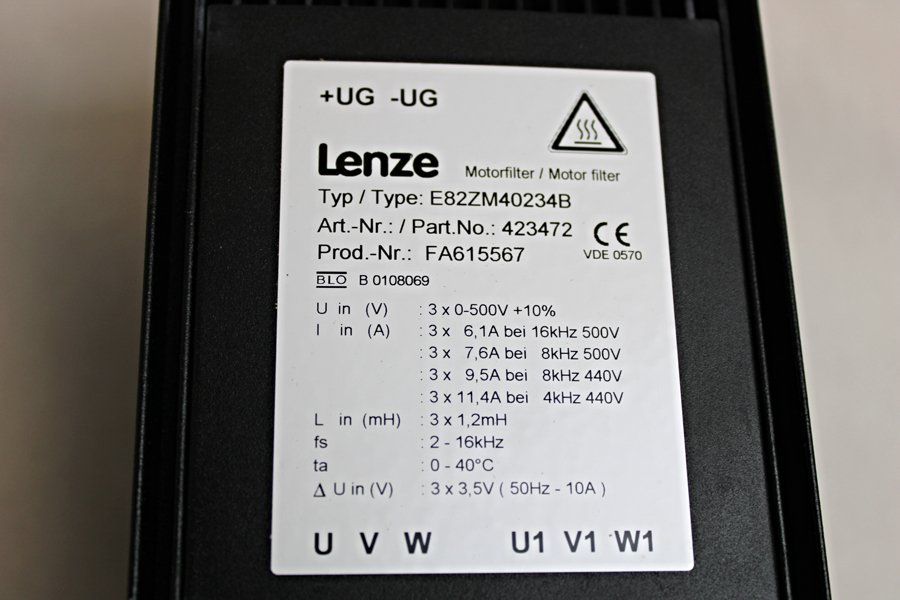 +UG -UG
Lenze Motorfilter / Motor filter
Typ / Type: E82ZM40234B
Art.-Nr.: / Part.No.: 423472 CE
Prod.-Nr.: FA615567 VDE 0570
BLO B 0108069
U in (V) : 3 x 0-500V +10%
I in (A) : 3 x 6,1A bei 16kHz 500V
: 3 x 7,6A bei 8kHz 500V
: 3 x 9,5A bei 8kHz 440V
: 3 x 11,4A bei 4kHz 440V
L in (mH) : 3 x 1,2mH
fs : 2 - 16kHz
ta : 0 - 40°C
Δ U in (V) : 3 x 3,5V ( 50Hz - 10A )
U V W U1 V1 W1